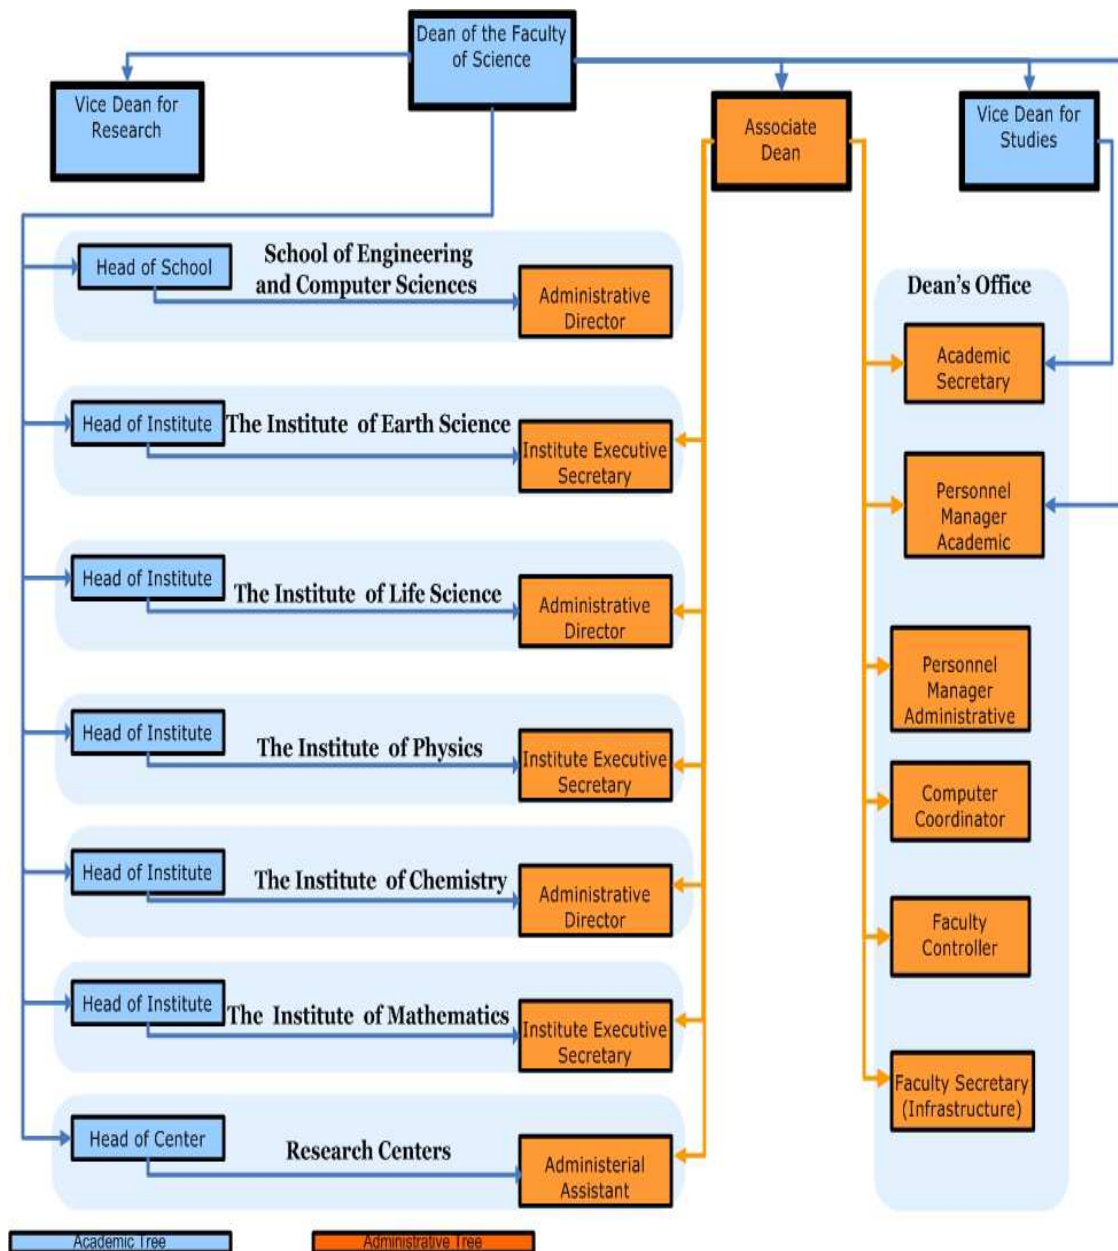 Dean of the Faculty
of Science
Vice Dean for
Research
Associate
Dean
Vice Dean for
Studies
Head of School
School of Engineering
and Computer Sciences
Administrative
Director
Head of Institute
The Institute of Earth Science
Institute Executive
Secretary
Head of Institute
The Institute of Life Science
Administrative
Director
Head of Institute
The Institute of Physics
Institute Executive
Secretary
Head of Institute
The Institute of Chemistry
Administrative
Director
Head of Institute
The Institute of Mathematics
Institute Executive
Secretary
Head of Center
Research Centers
Administerial
Assistant
Dean's Office
Academic
Secretary
Personnel
Manager
Academic
Personnel
Manager
Administrative
Computer
Coordinator
Faculty
Controller
Faculty Secretary
(Infrastructure)
Academic Tree
Administrative Tree